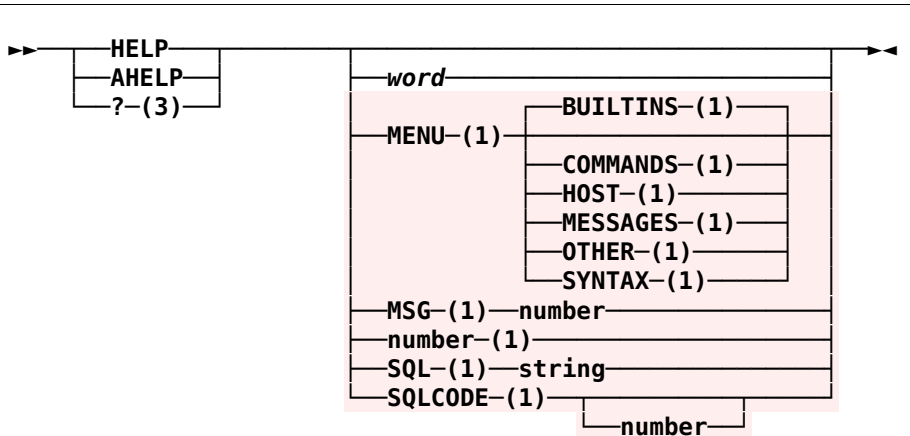 HELP
AHELP
word
? (3)
BUILTINS (1)
MENU (1)
COMMANDS (1)
HOST (1)
MESSAGES (1)
OTHER (1)
SYNTAX (1)
MSG (1) number
number (1)
SQL (1) string
SQLCODE (1)
number